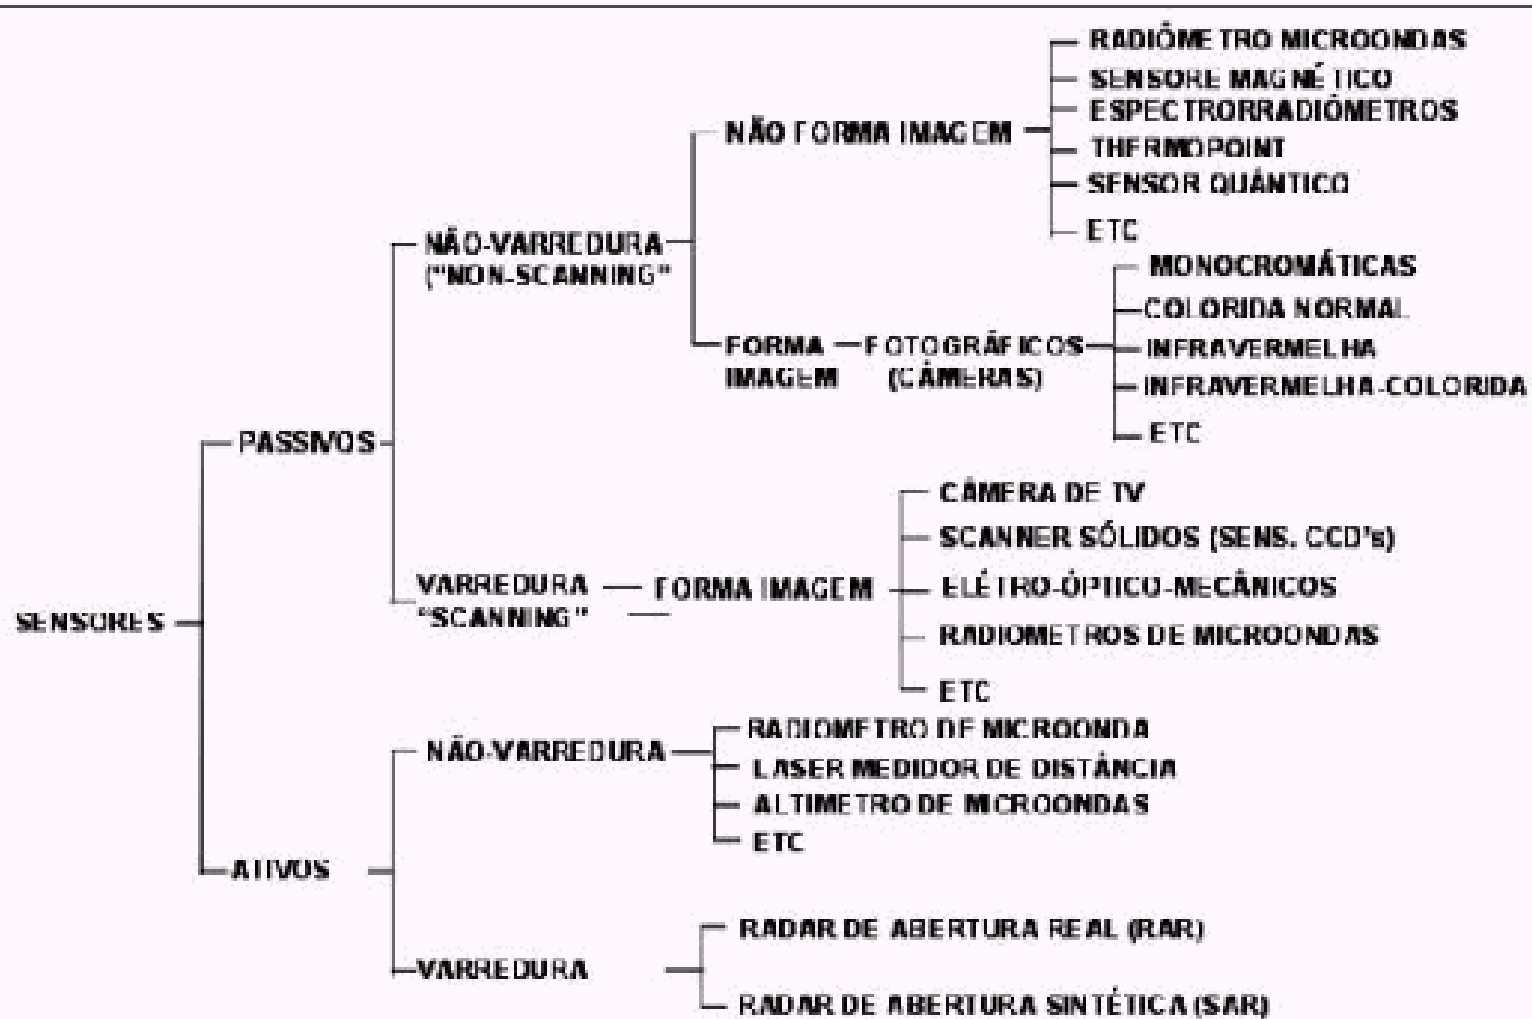 RADIÔMETRO MICROONDAS
SENSORE MAGNÉTICO
ESPECTRORRADIÔMETROS
NÃO FORMA IMAGEM
THERMOPOINT
SENSOR QUÂNTICO
ETC
NÃO-VARREDURA
("NON-SCANNING"
MONOCROMÁTICAS
COLORIDA NORMAL
FORMA
IMAGEM
FOTOGRÁFICOS
(CÂMERAS)
INFRAVERMELHA
INFRAVERMELHA-COLORIDA
ETC
PASSIVOS
CÂMERA DE TV
SCANNER SÓLIDOS (SENS. CCD's)
VARREDURA
"SCANNING"
FORMA IMAGEM
ELÉTRO-ÓPTICO-MECÂNICOS
SENSORES
RADIOMETROS DE MICROONDAS
ETC
NÃO-VARREDURA
RADIOMETRO DE MICROONDA
LASER MEDIDOR DE DISTÂNCIA
ALTIMETRO DE MICROONDAS
ETC
ATIVOS
RADAR DE ABERTURA REAL (RAR)
VARREDURA
RADAR DE ABERTURA SINTÉTICA (SAR)